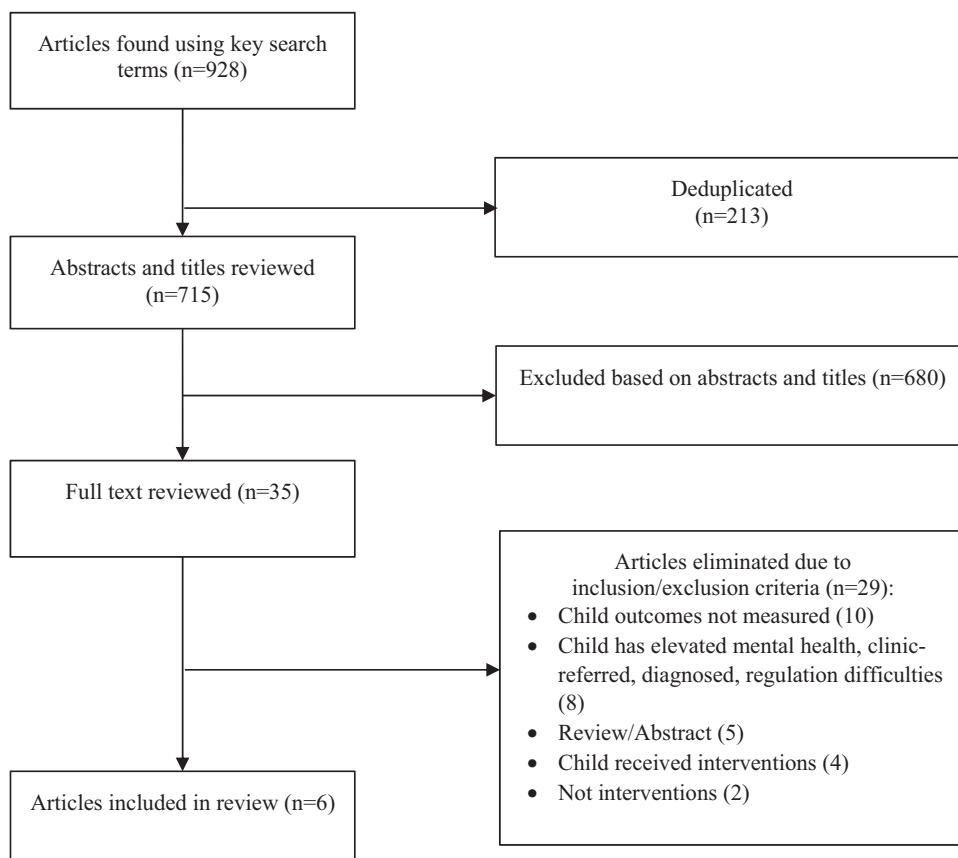 Articles found using key search
terms (n=928)
Deduplicated
(n=213)
Abstracts and titles reviewed
(n=715)
Excluded based on abstracts and titles (n=680)
Full text reviewed (n=35)
Articles eliminated due to
inclusion/exclusion criteria (n=29):
• Child outcomes not measured (10)
• Child has elevated mental health, clinic-
referred, diagnosed, regulation difficulties
(8)
• Review/Abstract (5)
• Child received interventions (4)
• Not interventions (2)
Articles included in review (n=6)